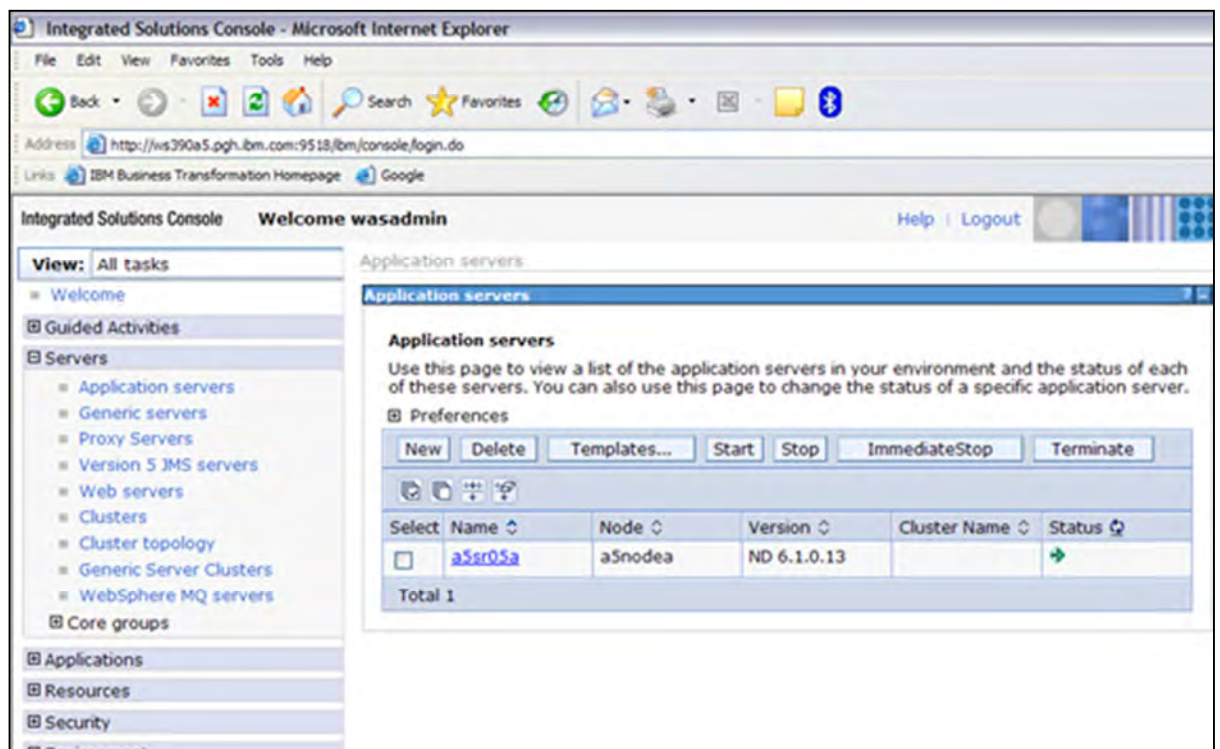 Integrated Solutions Console - Microsoft Internet Explorer
File Edit View Favorites Tools Help
Back Search Favorites
Address http://ws390a5.pgh.ibm.com:9518/ibm/console/login.do
Links IBM Business Transformation Homepage Google
Integrated Solutions Console Welcome wasadmin Help | Logout
View: All tasks
Welcome
Guided Activities
Servers
Application servers
Generic servers
Proxy Servers
Version 5 JMS servers
Web servers
Clusters
Cluster topology
Generic Server Clusters
WebSphere MQ servers
Core groups
Applications
Resources
Security
Application servers
Application servers ? -
Application servers
Use this page to view a list of the application servers in your environment and the status of each
of these servers. You can also use this page to change the status of a specific application server.
Preferences
New Delete Templates... Start Stop ImmediateStop Terminate
Select Name Node Version Cluster Name Status
a5sr05a a5nodea ND 6.1.0.13
Total 1